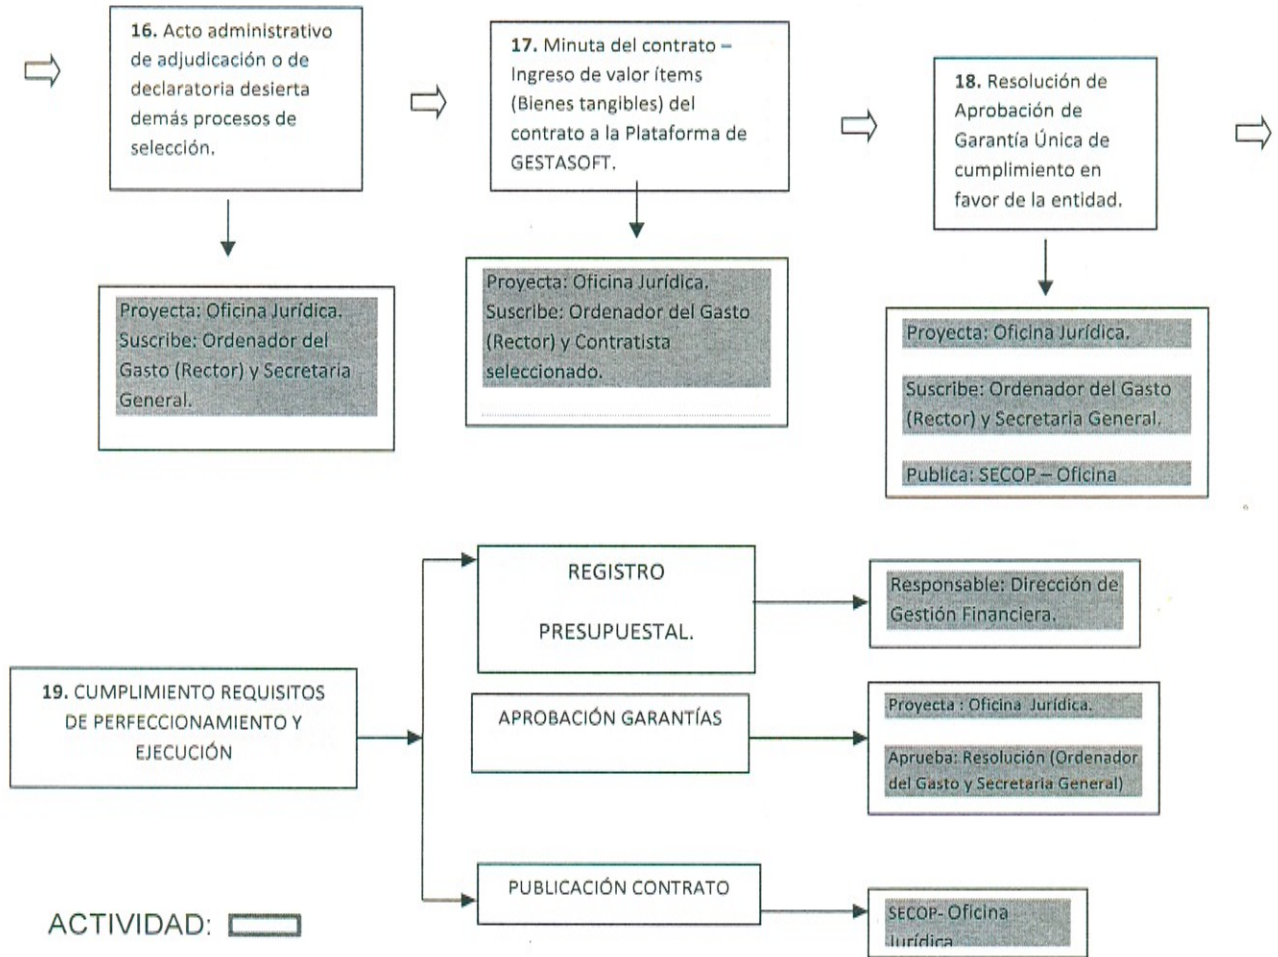 16. Acto administrativo
de adjudicación o de
declaratoria desierta
demás procesos de
selección.
17. Minuta del contrato –
Ingreso de valor ítems
(Bienes tangibles) del
contrato a la Plataforma de
GESTASOFT.
18. Resolución de
Aprobación de
Garantía Única de
cumplimiento en
favor de la entidad.
Proyecta: Oficina Jurídica.
Suscribe: Ordenador del
Gasto (Rector) y Secretaria
General.
Proyecta: Oficina Jurídica.
Suscribe: Ordenador del Gasto
(Rector) y Contratista
seleccionado.
Proyecta: Oficina Jurídica.
Suscribe: Ordenador del Gasto
(Rector) y Secretaria General.
Publica: SECOP – Oficina
19. CUMPLIMIENTO REQUISITOS
DE PERFECCIONAMIENTO Y
EJECUCIÓN
REGISTRO
PRESUPUESTAL.
Responsable: Dirección de
Gestión Financiera.
APROBACIÓN GARANTÍAS
Proyecta : Oficina Jurídica.
Aprueba: Resolución (Ordenador
del Gasto y Secretaria General)
PUBLICACIÓN CONTRATO
SECOP- Oficina
Jurídica
ACTIVIDAD: